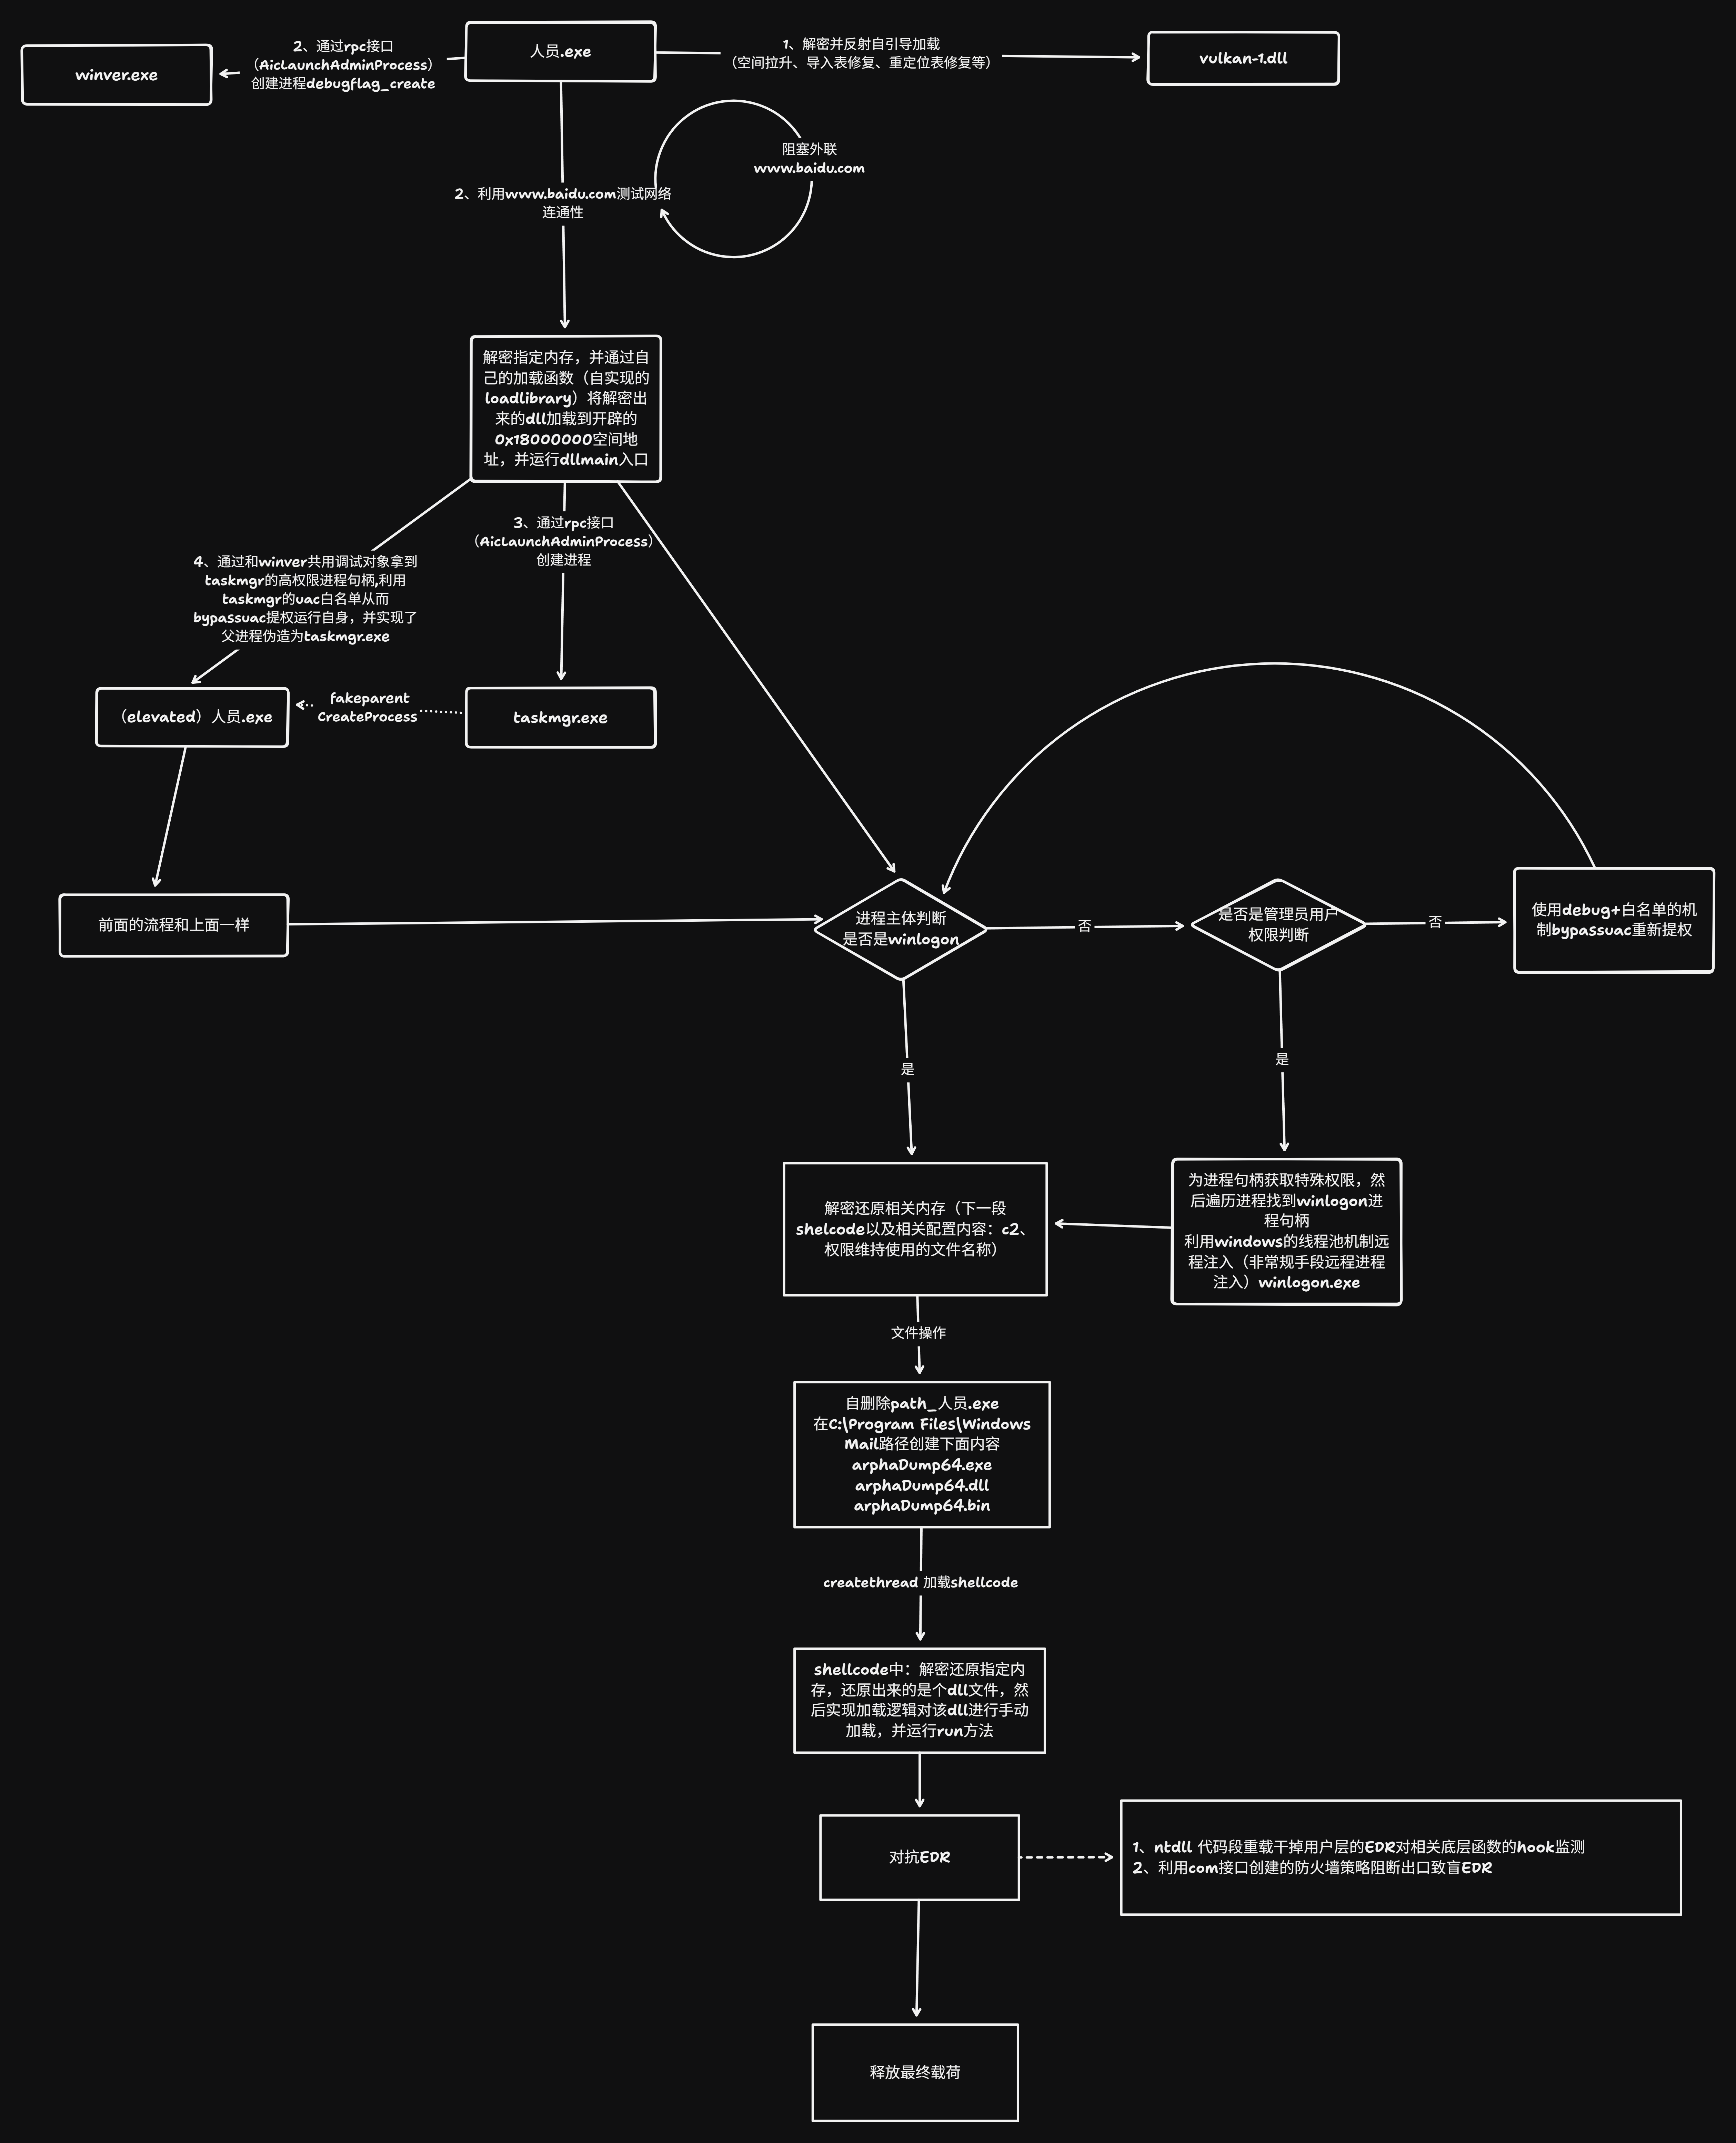 人员.exe
2、通过rpc接口
（AicLaunchAdminProcess）
创建进程debugflag_create
winver.exe
1、解密并反射自引导加载
（空间拉升、导入表修复、重定位表修复等）
vulkan-1.dll
阻塞外联
www.baidu.com
2、利用www.baidu.com测试网络
连通性
解密指定内存，并通过自
己的加载函数（自实现的
loadlibrary）将解密出
来的dll加载到开辟的
0x18000000空间地
址，并运行dllmain入口
3、通过rpc接口
（AicLaunchAdminProcess）
创建进程
4、通过和winver共用调试对象拿到
taskmgr的高权限进程句柄,利用
taskmgr的uac白名单从而
bypassuac提权运行自身，并实现了
父进程伪造为taskmgr.exe
（elevated）人员.exe
fakeparent
CreateProcess
taskmgr.exe
前面的流程和上面一样
进程主体判断
是否是winlogon
否
是否是管理员用户
权限判断
否
使用debug+白名单的机
制bypassuac重新提权
是
是
解密还原相关内存（下一段
shelcode以及相关配置内容：c2、
权限维持使用的文件名称）
为进程句柄获取特殊权限，然
后遍历进程找到winlogon进
程句柄
利用windows的线程池机制远
程注入（非常规手段远程进程
注入）winlogon.exe
文件操作
自删除path_人员.exe
在C:\Program Files\Windows
Mail路径创建下面内容
arphaDump64.exe
arphaDump64.dll
arphaDump64.bin
createthread 加载shellcode
shellcode中：解密还原指定内
存，还原出来的是个dll文件，然
后实现加载逻辑对该dll进行手动
加载，并运行run方法
对抗EDR
1、ntdll 代码段重载干掉用户层的EDR对相关底层函数的hook监测
2、利用com接口创建的防火墙策略阻断出口致盲EDR
释放最终载荷